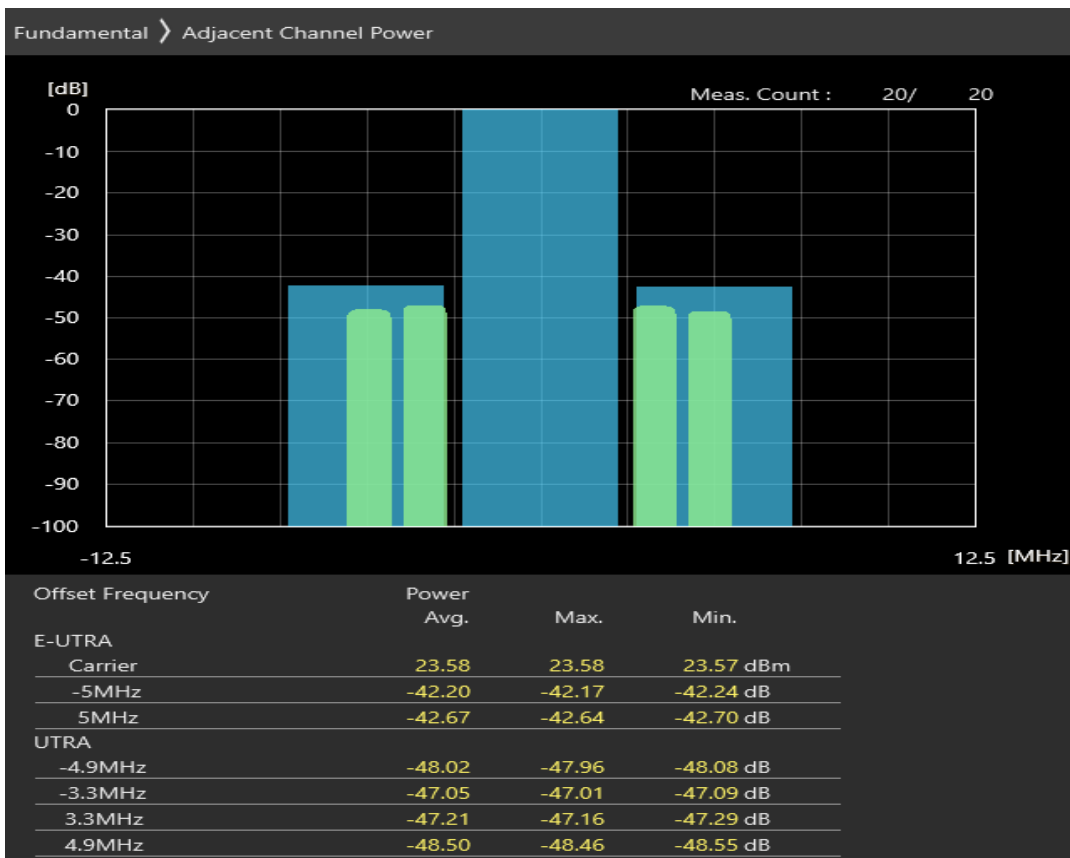 Fundamental 〉 Adjacent Channel Power
[dB]
Meas. Count : 20/ 20
0
-10
-20
-30
-40
-50
-60
-70
-80
-90
-100
-12.5 12.5 [MHz]
Offset Frequency Power
Avg. Max. Min.
E-UTRA
Carrier 23.58 23.58 23.57 dBm
-5MHz -42.20 -42.17 -42.24 dB
5MHz -42.67 -42.64 -42.70 dB
UTRA
-4.9MHz -48.02 -47.96 -48.08 dB
-3.3MHz -47.05 -47.01 -47.09 dB
3.3MHz -47.21 -47.16 -47.29 dB
4.9MHz -48.50 -48.46 -48.55 dB